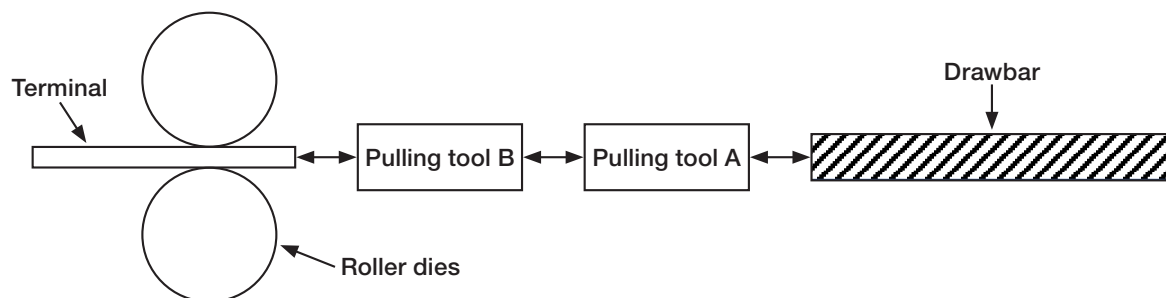 Terminal
Drawbar
Pulling tool B
Pulling tool A
Roller dies